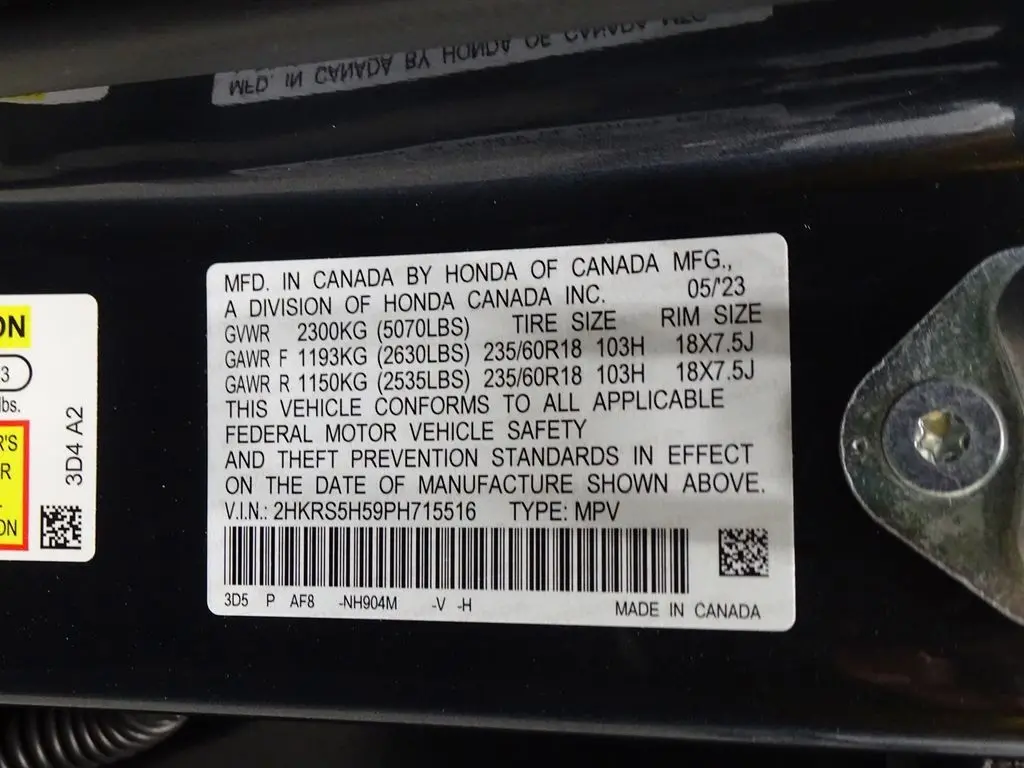 MFD. IN CANADA BY HONDA OF CANADA MFG
ON
3
lbs.
R'S
R
ON
3D4 A2
MFD. IN CANADA BY HONDA OF CANADA MFG.,
A DIVISION OF HONDA CANADA INC. 05/'23
GVWR 2300KG (5070LBS) TIRE SIZE RIM SIZE
GAWR F 1193KG (2630LBS) 235/60R18 103H 18X7.5J
GAWR R 1150KG (2535LBS) 235/60R18 103H 18X7.5J
THIS VEHICLE CONFORMS TO ALL APPLICABLE
FEDERAL MOTOR VEHICLE SAFETY
AND THEFT PREVENTION STANDARDS IN EFFECT
ON THE DATE OF MANUFACTURE SHOWN ABOVE.
V.I.N.: 2HKRS5H59PH715516 TYPE: MPV
3D5 P AF8 -NH904M -V -H
MADE IN CANADA